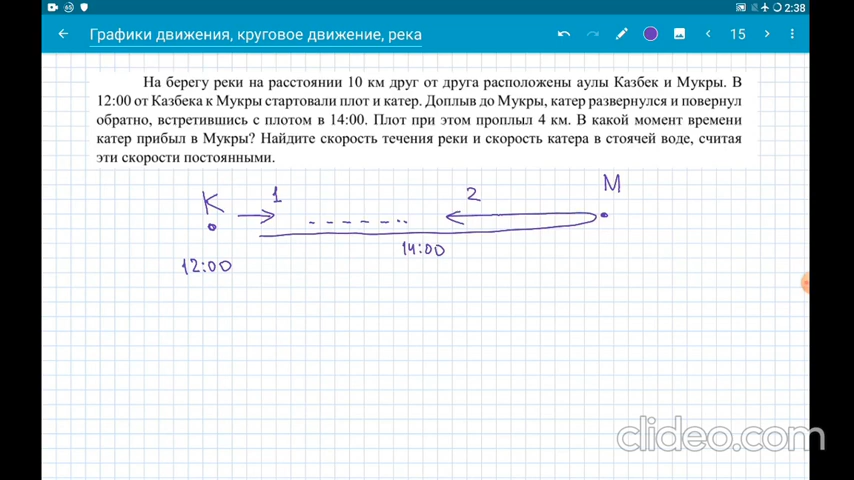 65
2:38
Графики движения, круговое движение, река
15
На берегу реки на расстоянии 10 км друг от друга расположены аулы Казбек и Мукры. В
12:00 от Казбека к Мукры стартовали плот и катер. Доплыв до Мукры, катер развернулся и повернул
обратно, встретившись с плотом в 14:00. Плот при этом проплыл 4 км. В какой момент времени
катер прибыл в Мукры? Найдите скорость течения реки и скорость катера в стоячей воде, считая
эти скорости постоянными.
К 1 2 М
14:00
12:00
clideo.com